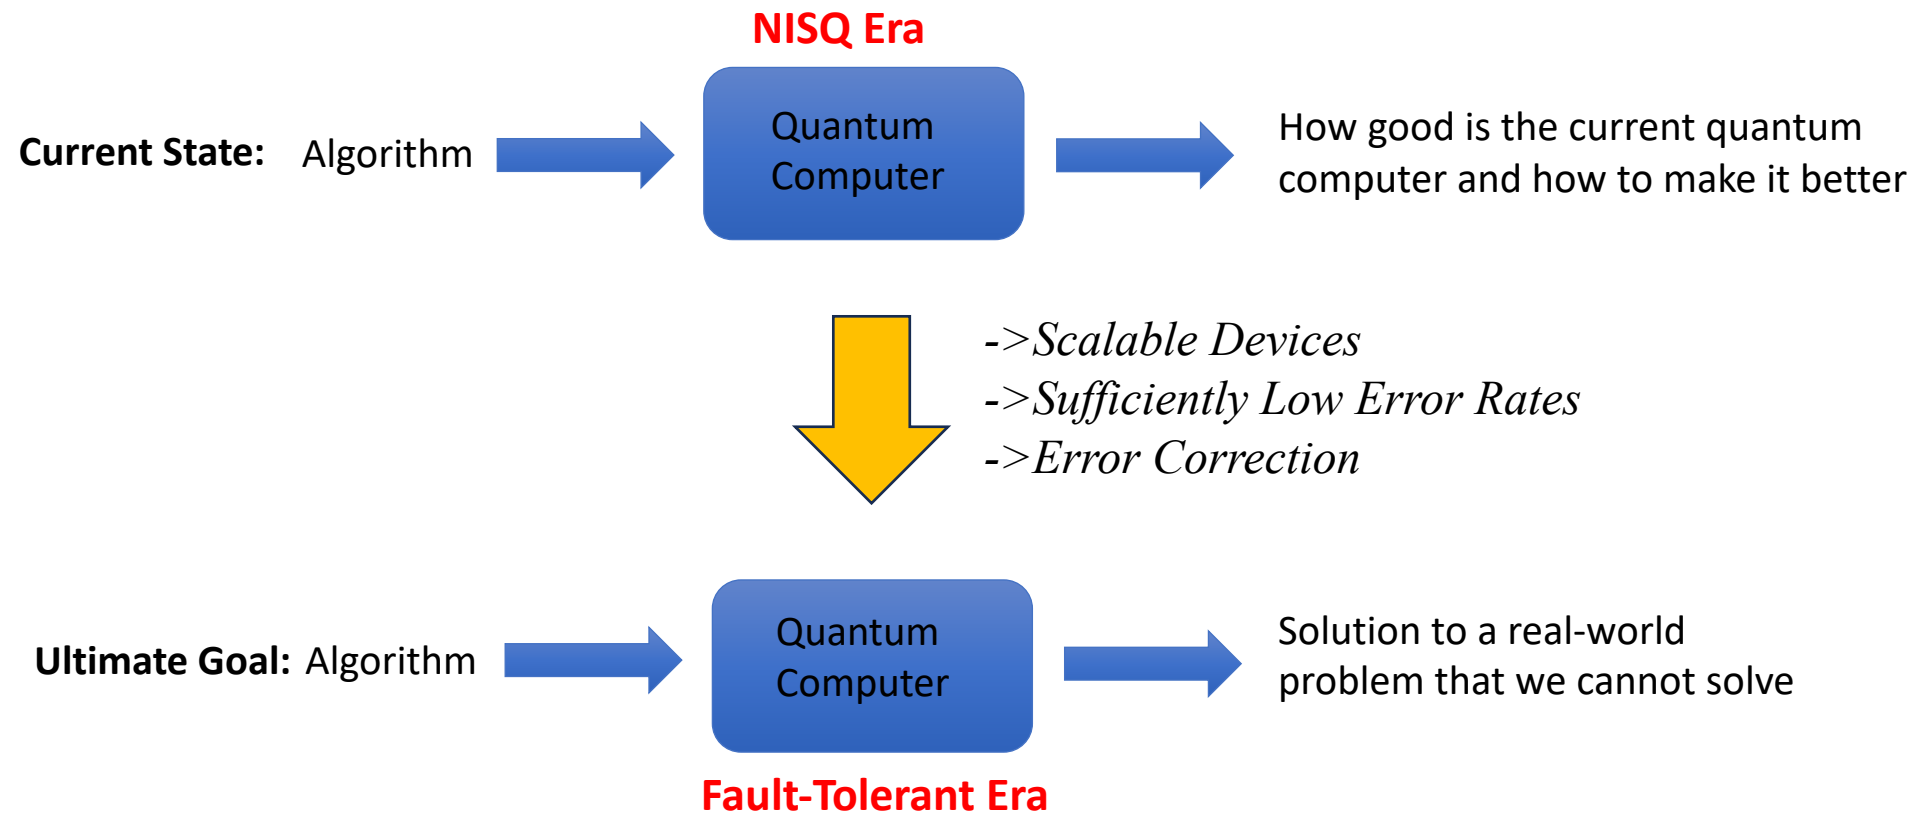 NISQ Era
Current State: Algorithm
Quantum
Computer
How good is the current quantum
computer and how to make it better
->Scalable Devices
->Sufficiently Low Error Rates
->Error Correction
Ultimate Goal: Algorithm
Quantum
Computer
Solution to a real-world
problem that we cannot solve
Fault-Tolerant Era